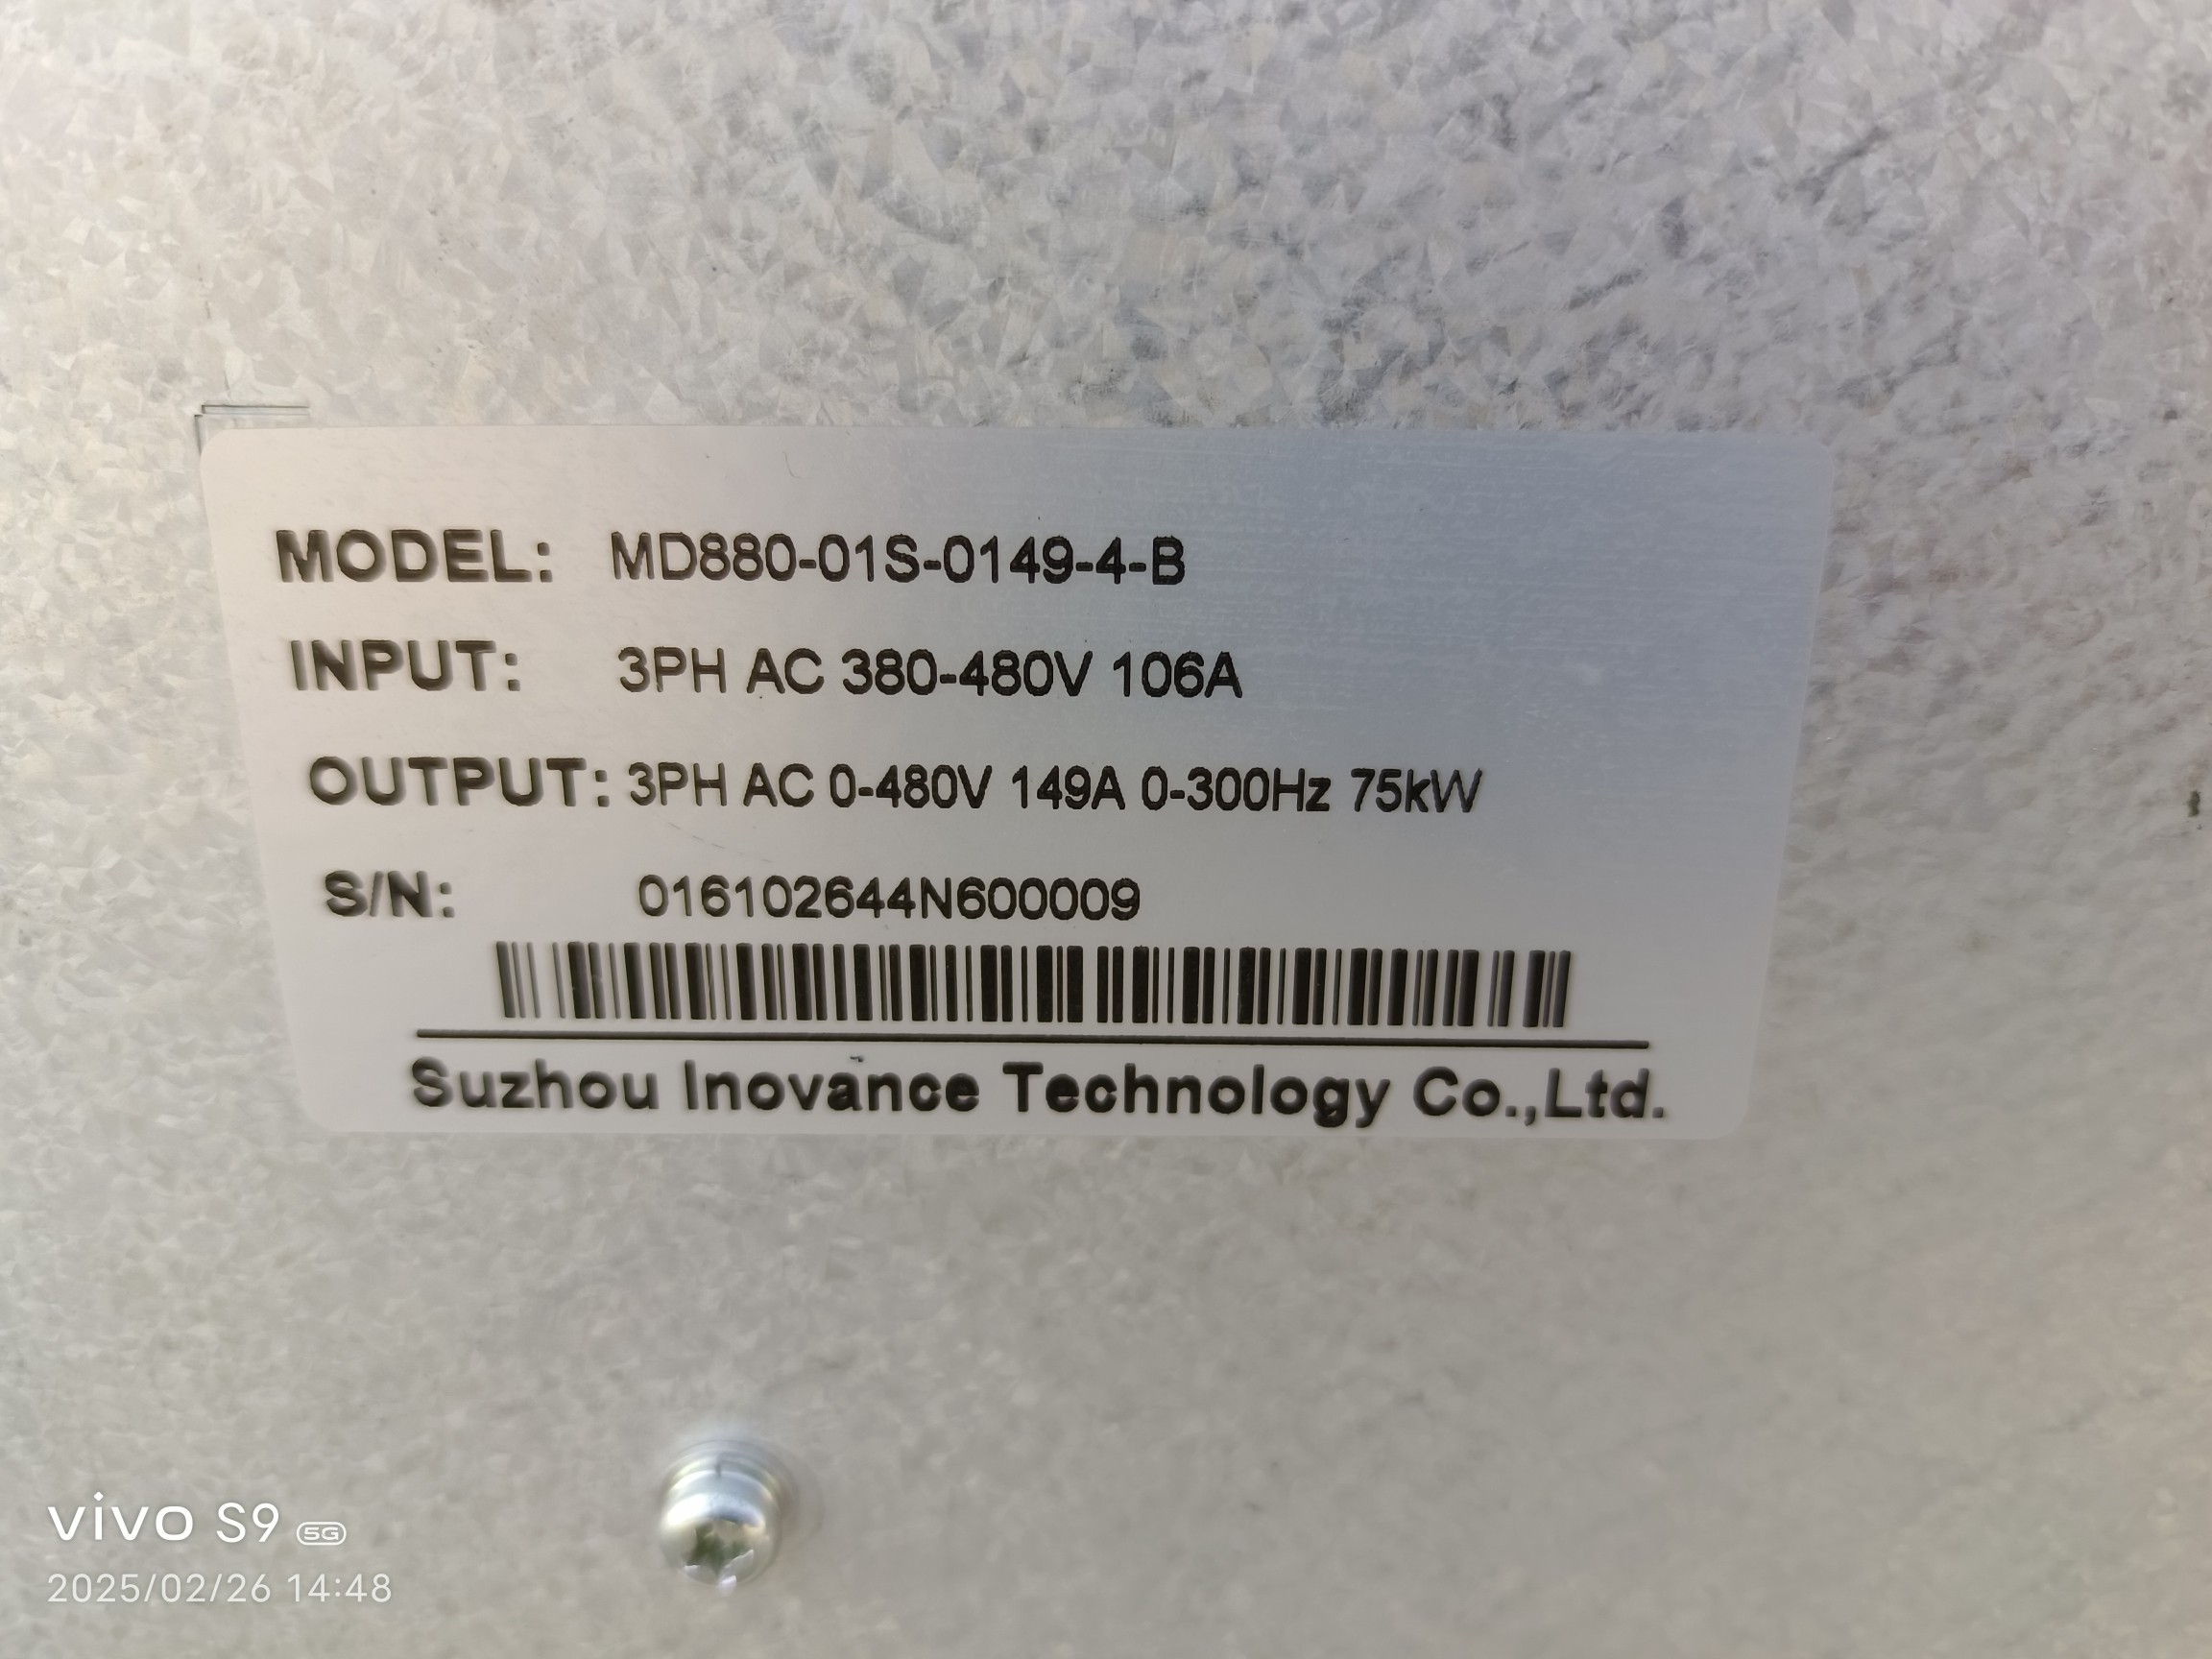 MODEL: MD880-01S-0149-4-B
INPUT: 3PH AC 380-480V 106A
OUTPUT: 3PH AC 0-480V 149A 0-300Hz 75kW
S/N: 016102644N600009
Suzhou Inovance Technology Co.,Ltd.
vivo S9 5G
2025/02/26 14:48